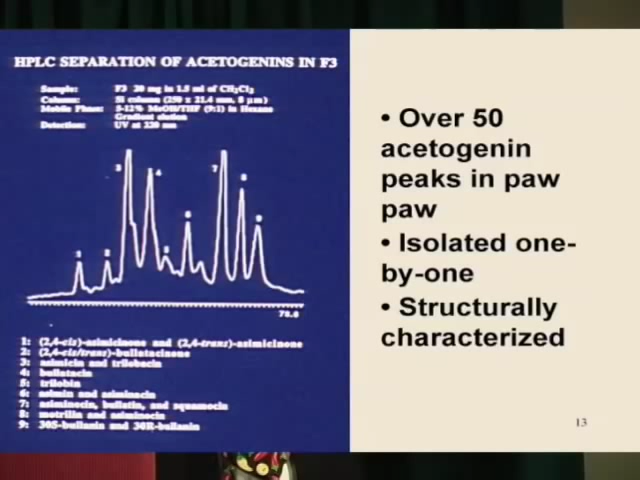 HPLC SEPARATION OF ACETOGENINS IN F3
Sample: F3 20 mg in 1.5 ml of CH2Cl2
Column: Si column (250 x 21.4 mm, 8 µm)
Mobile Phase: 5-12% MeOH/THF (9:1) in Hexane
Gradient elution
Detection: UV at 220 nm
3
4
7
1: (2,4-cis)-asimicinone and (2,4-trans)-asimicinone
2: (2,4-cis/trans)-bullatacinone
3: asimicin and trilobacin
4: bullatacin
5: trilobin
6: asimin and asiminacin
7: asiminocin, bullatin, and squamocin
8: motrilin and asiminocin
9: 30S-bullanin and 30R-bullanin
• Over 50
acetogenin
peaks in paw
paw
• Isolated one-
by-one
• Structurally
characterized
13